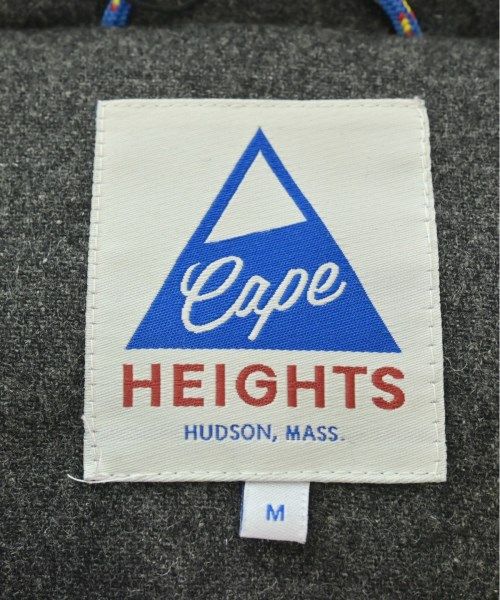 Cape
HEIGHTS
HUDSON, MASS.
M